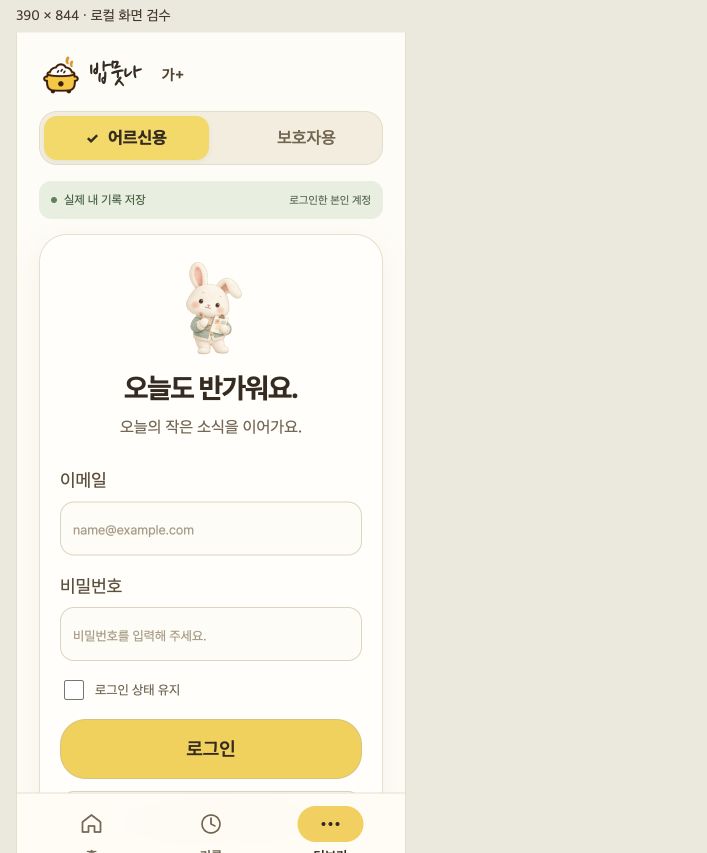 390 × 844 · 로컬 화면 검수
밥뭇나 가+
✓ 어르신용 보호자용
실제 내 기록 저장 로그인한 본인 계정
오늘도 반가워요.
오늘의 작은 소식을 이어가요.
이메일
name@example.com
비밀번호
비밀번호를 입력해 주세요.
로그인 상태 유지
로그인